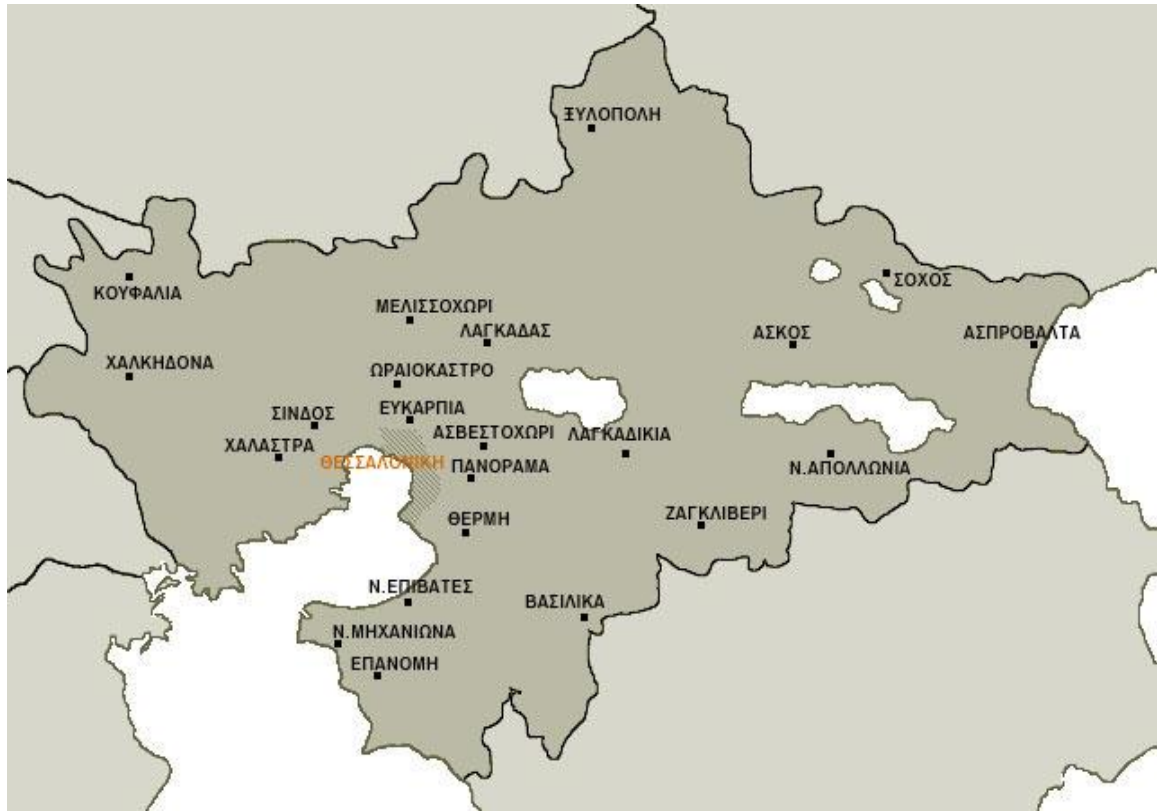 ΞΥΛΟΠΟΛΗ
ΣΟΧΟΣ
ΚΟΥΦΑΛΙΑ
ΜΕΛΙΣΣΟΧΩΡΙ
ΛΑΓΚΑΔΑΣ
ΑΣΚΟΣ
ΑΣΠΡΟΒΑΛΤΑ
ΧΑΛΚΗΔΟΝΑ
ΩΡΑΙΟΚΑΣΤΡΟ
ΕΥΚΑΡΠΙΑ
ΣΙΝΔΟΣ
ΑΣΒΕΣΤΟΧΩΡΙ
ΛΑΓΚΑΔΙΚΙΑ
ΧΑΛΑΣΤΡΑ
ΘΕΣΣΑΛΟΝΙΚΗ
ΠΑΝΟΡΑΜΑ
Ν.ΑΠΟΛΛΩΝΙΑ
ΘΕΡΜΗ
ΖΑΓΚΛΙΒΕΡΙ
Ν.ΕΠΙΒΑΤΕΣ
ΒΑΣΙΛΙΚΑ
Ν.ΜΗΧΑΝΙΩΝΑ
ΕΠΑΝΟΜΗ